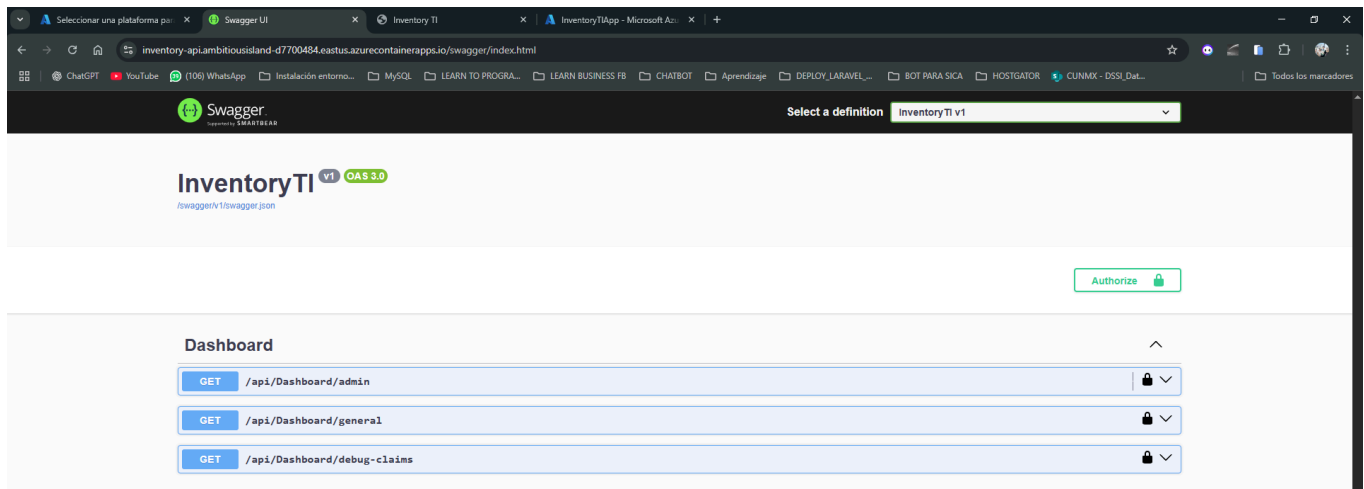 Seleccionar una plataforma par
Swagger UI
Inventory TI
InventoryTIApp - Microsoft Azu
inventory-api.ambitiousisland-d7700484.eastus.azurecontainerapps.io/swagger/index.html
ChatGPT
YouTube
(106) WhatsApp
Instalación entorno...
MySQL
LEARN TO PROGRA...
LEARN BUSINESS FB
CHATBOT
Aprendizaje
DEPLOY_LARAVEL_...
BOT PARA SICA
HOSTGATOR
CUNMX - DSSI_Dat...
Todos los marcadores
Swagger
Supported by SMARTBEAR
Select a definition
InventoryTI v1
InventoryTI v1 OAS 3.0
/swagger/v1/swagger.json
Authorize
Dashboard
GET /api/Dashboard/admin
GET /api/Dashboard/general
GET /api/Dashboard/debug-claims